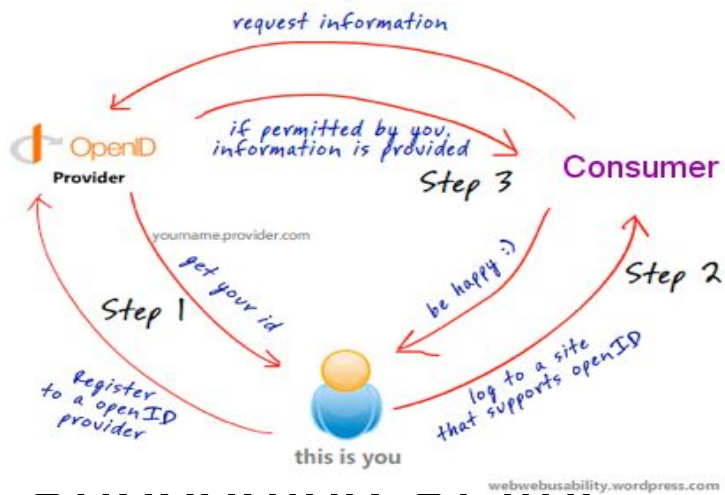 request information
OpenID
Provider
if permitted by you,
information is provided
Step 3
Consumer
yourname.provider.com
get your id
Step 1
Register
to a openID
provider
be happy :)
Step 2
log to a site
that supports openID
this is you
webwebusability.wordpress.com